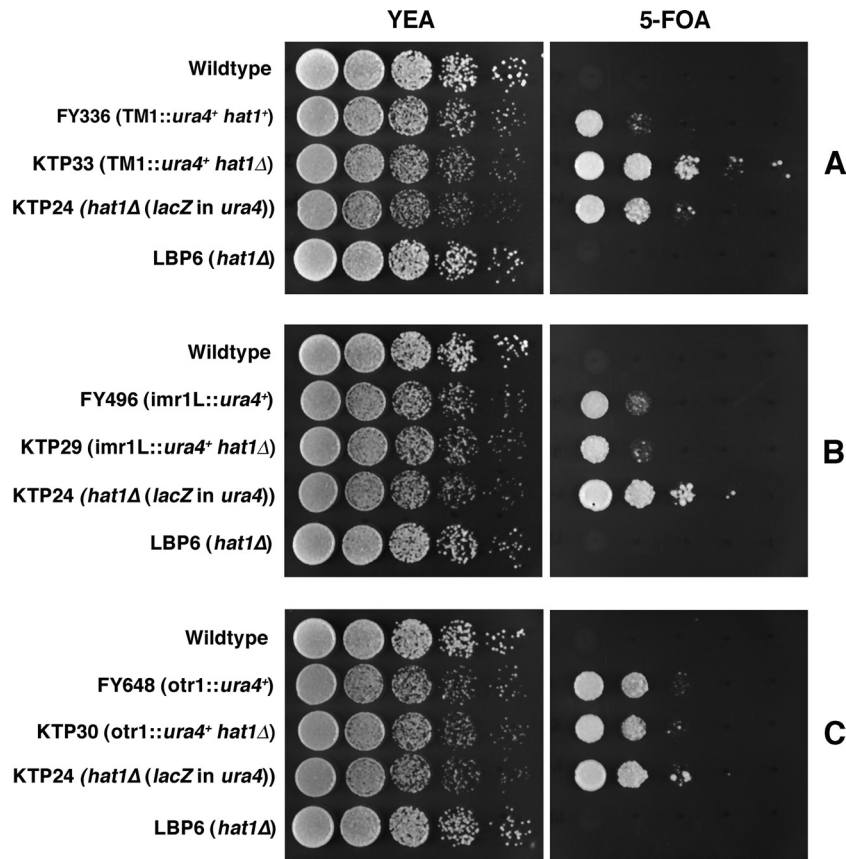 YEA 5-FOA
Wildtype
FY336 (TM1::ura4⁺ hat1⁺)
KTP33 (TM1::ura4⁺ hat1Δ)
KTP24 (hat1Δ (lacZ in ura4))
LBP6 (hat1Δ)
A
Wildtype
FY496 (imr1L::ura4⁺)
KTP29 (imr1L::ura4⁺ hat1Δ)
KTP24 (hat1Δ (lacZ in ura4))
LBP6 (hat1Δ)
B
Wildtype
FY648 (otr1::ura4⁺)
KTP30 (otr1::ura4⁺ hat1Δ)
KTP24 (hat1Δ (lacZ in ura4))
LBP6 (hat1Δ)
C